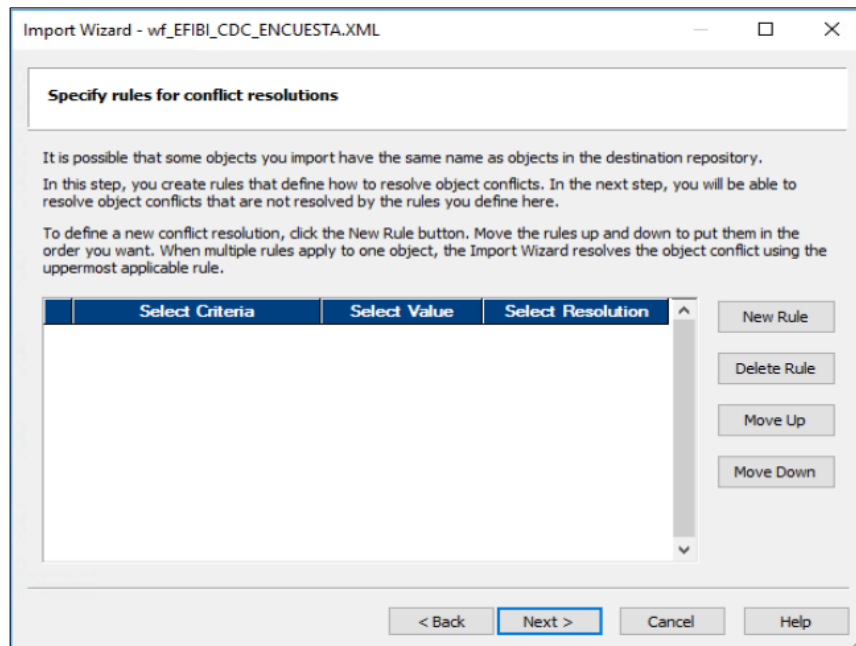 Import Wizard - wf_EFIBI_CDC_ENCUESTA.XML
Specify rules for conflict resolutions
It is possible that some objects you import have the same name as objects in the destination repository.
In this step, you create rules that define how to resolve object conflicts. In the next step, you will be able to
resolve object conflicts that are not resolved by the rules you define here.
To define a new conflict resolution, click the New Rule button. Move the rules up and down to put them in the
order you want. When multiple rules apply to one object, the Import Wizard resolves the object conflict using the
uppermost applicable rule.
Select Criteria Select Value Select Resolution
New Rule
Delete Rule
Move Up
Move Down
< Back Next > Cancel Help